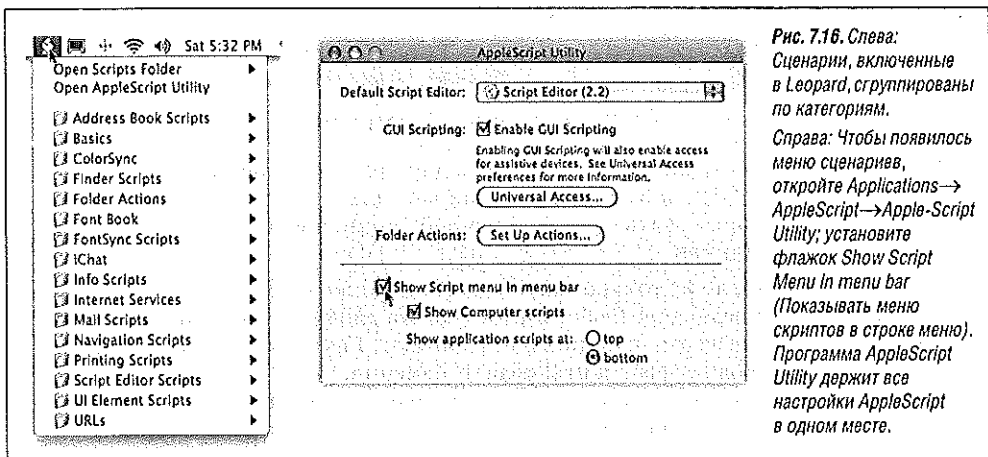 Sat 5:32 PM
Open Scripts Folder
Open AppleScript Utility
Address Book Scripts
Basics
ColorSync
Finder Scripts
Folder Actions
Font Book
FontSync Scripts
iChat
Info Scripts
Internet Services
Mail Scripts
Navigation Scripts
Printing Scripts
Script Editor Scripts
UI Element Scripts
URLs
AppleScript Utility
Default Script Editor: Script Editor (2.2)
GUI Scripting: Enable GUI Scripting
Enabling GUI Scripting will also enable access
for assistive devices. See Universal Access
preferences for more information.
Universal Access...
Folder Actions: Set Up Actions...
Show Script menu in menu bar
Show Computer scripts
Show application scripts at: top
bottom
Рис. 7.16. Слева:
Сценарии, включенные
в Leopard, сгруппированы
по категориям.
Справа: Чтобы появилось
меню сценариев,
откройте Applications→
AppleScript→Apple-Script
Utility; установите
флажок Show Script
Menu in menu bar
(Показывать меню
скриптов в строке меню).
Программа AppleScript
Utility держит все
настройки AppleScript
в одном месте.